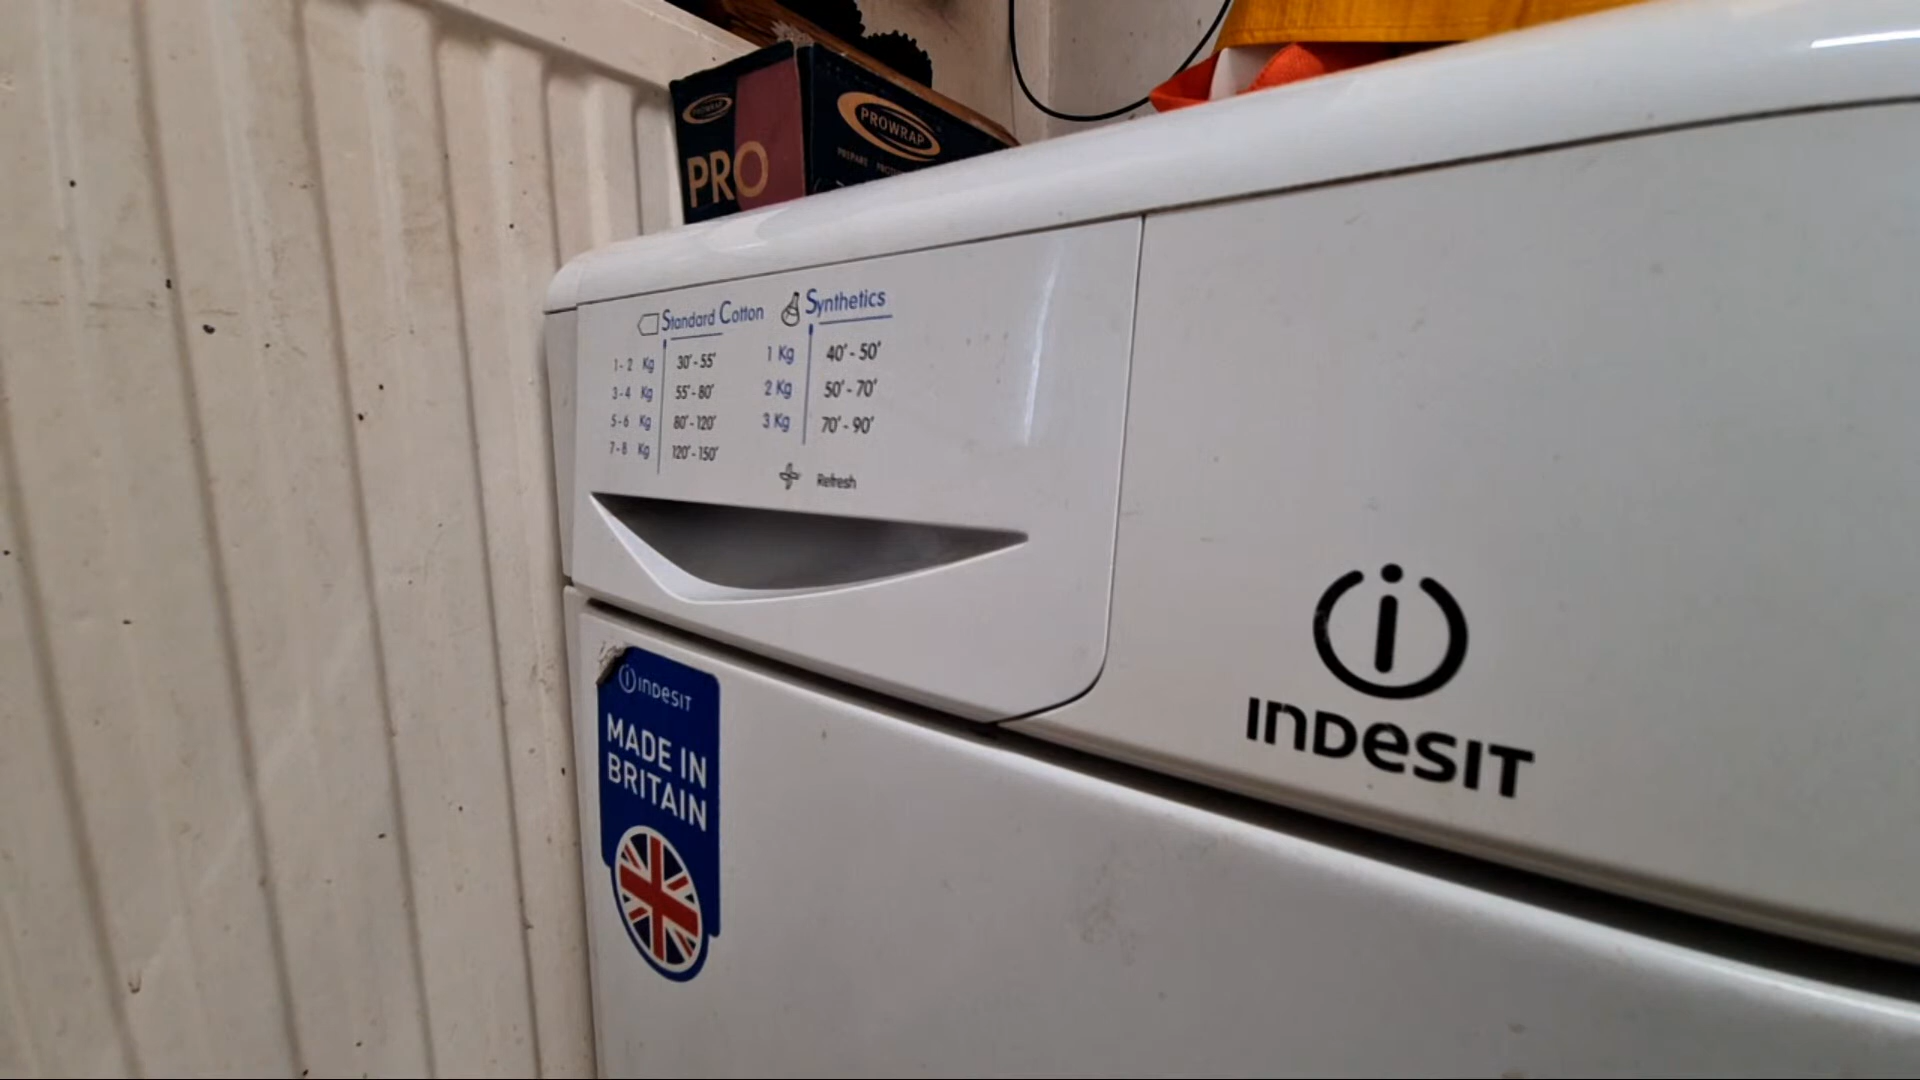 PROWRAP
PRO
PROWRAP
PREPARE
Standard Cotton
1 - 2 Kg 30' - 55'
3 - 4 Kg 55' - 80'
5 - 6 Kg 80' - 120'
7 - 8 Kg 120' - 150'
Synthetics
1 Kg 40' - 50'
2 Kg 50' - 70'
3 Kg 70' - 90'
Refresh
INDESIT
INDESIT
MADE IN
BRITAIN